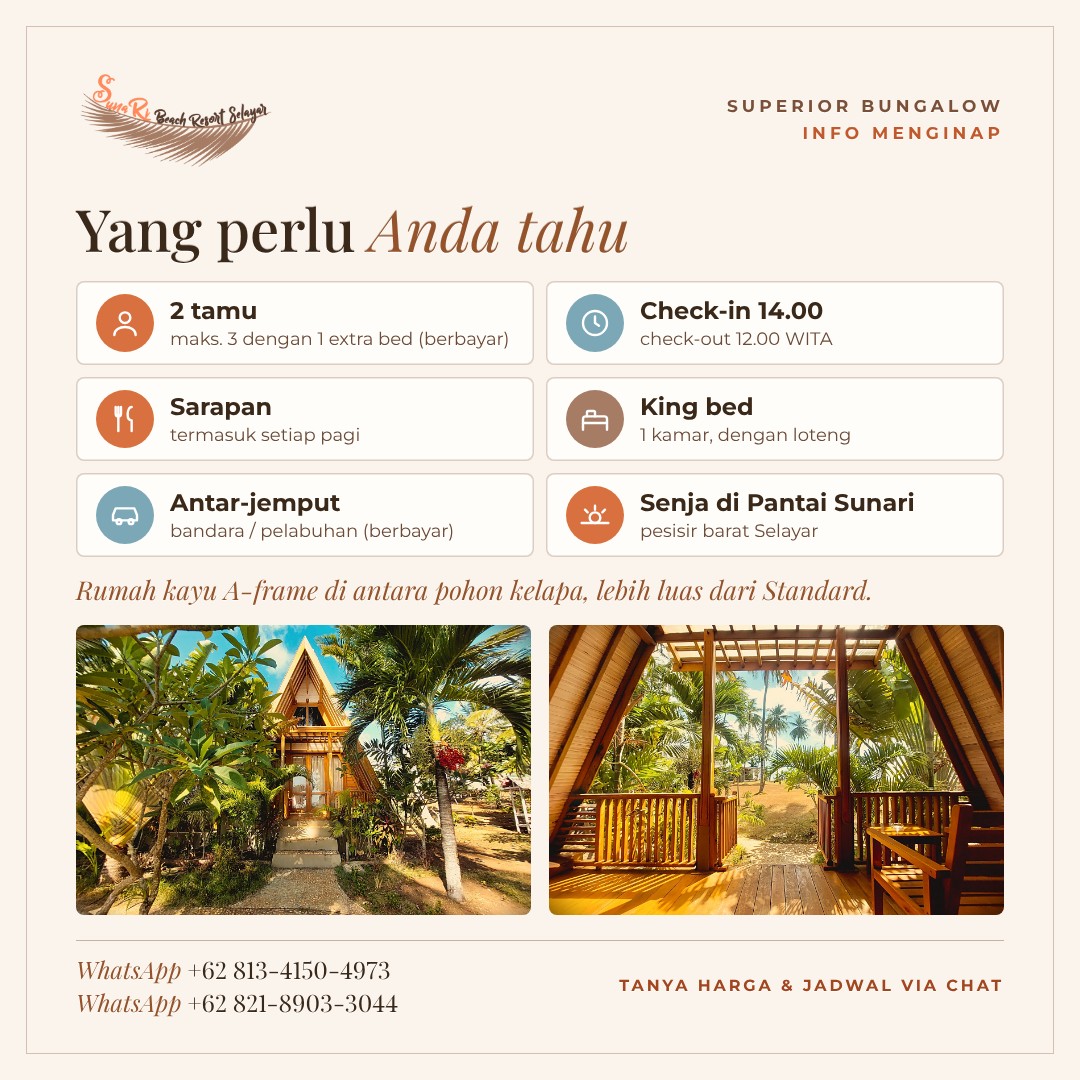 SunaRi Beach Resort Selayar
SUPERIOR BUNGALOW
INFO MENGINAP
Yang perlu Anda tahu
2 tamu
maks. 3 dengan 1 extra bed (berbayar)
Check-in 14.00
check-out 12.00 WITA
Sarapan
termasuk setiap pagi
King bed
1 kamar, dengan loteng
Antar-jemput
bandara / pelabuhan (berbayar)
Senja di Pantai Sunari
pesisir barat Selayar
Rumah kayu A-frame di antara pohon kelapa, lebih luas dari Standard.
WhatsApp +62 813-4150-4973
WhatsApp +62 821-8903-3044
TANYA HARGA & JADWAL VIA CHAT